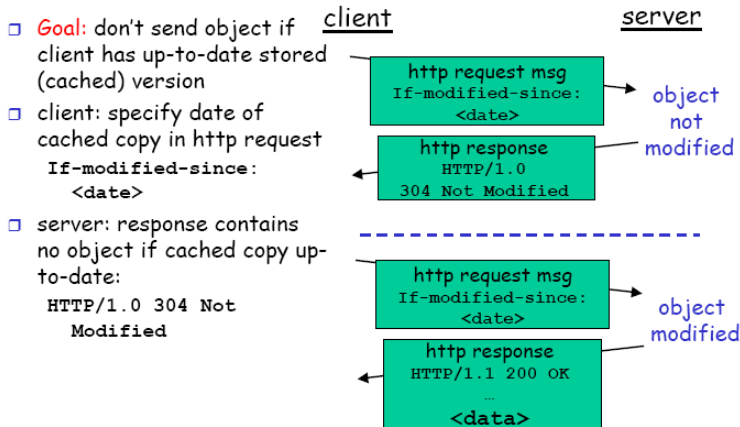 Goal: don't send object if
client has up-to-date stored
(cached) version
client: specify date of
cached copy in http request
If-modified-since:
<date>
server: response contains
no object if cached copy up-
to-date:
HTTP/1.0 304 Not
Modified
client
server
http request msg
If-modified-since:
<date>
object
not
modified
http response
HTTP/1.0
304 Not Modified
http request msg
If-modified-since:
<date>
object
modified
http response
HTTP/1.1 200 OK
…
<data>